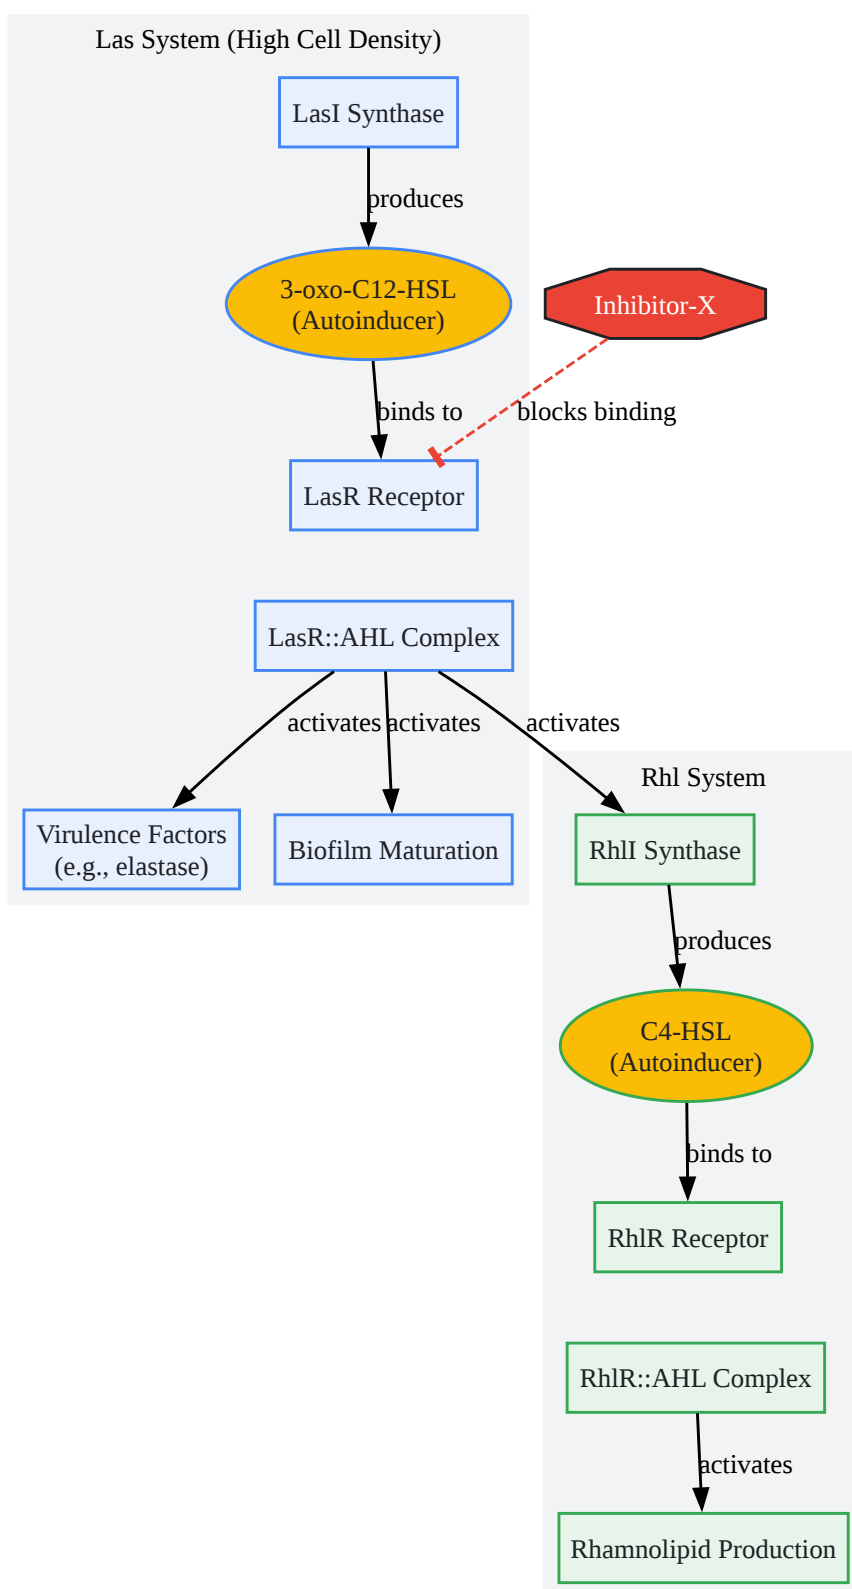 Las System (High Cell Density)
LasI Synthase
produces
3-oxo-C12-HSL
(Autoinducer)
Inhibitor-X
binds to
blocks binding
LasR Receptor
LasR::AHL Complex
activates
activates
activates
Rhl System
Virulence Factors
(e.g., elastase)
Biofilm Maturation
RhlI Synthase
produces
C4-HSL
(Autoinducer)
binds to
RhlR Receptor
RhlR::AHL Complex
activates
Rhamnolipid Production